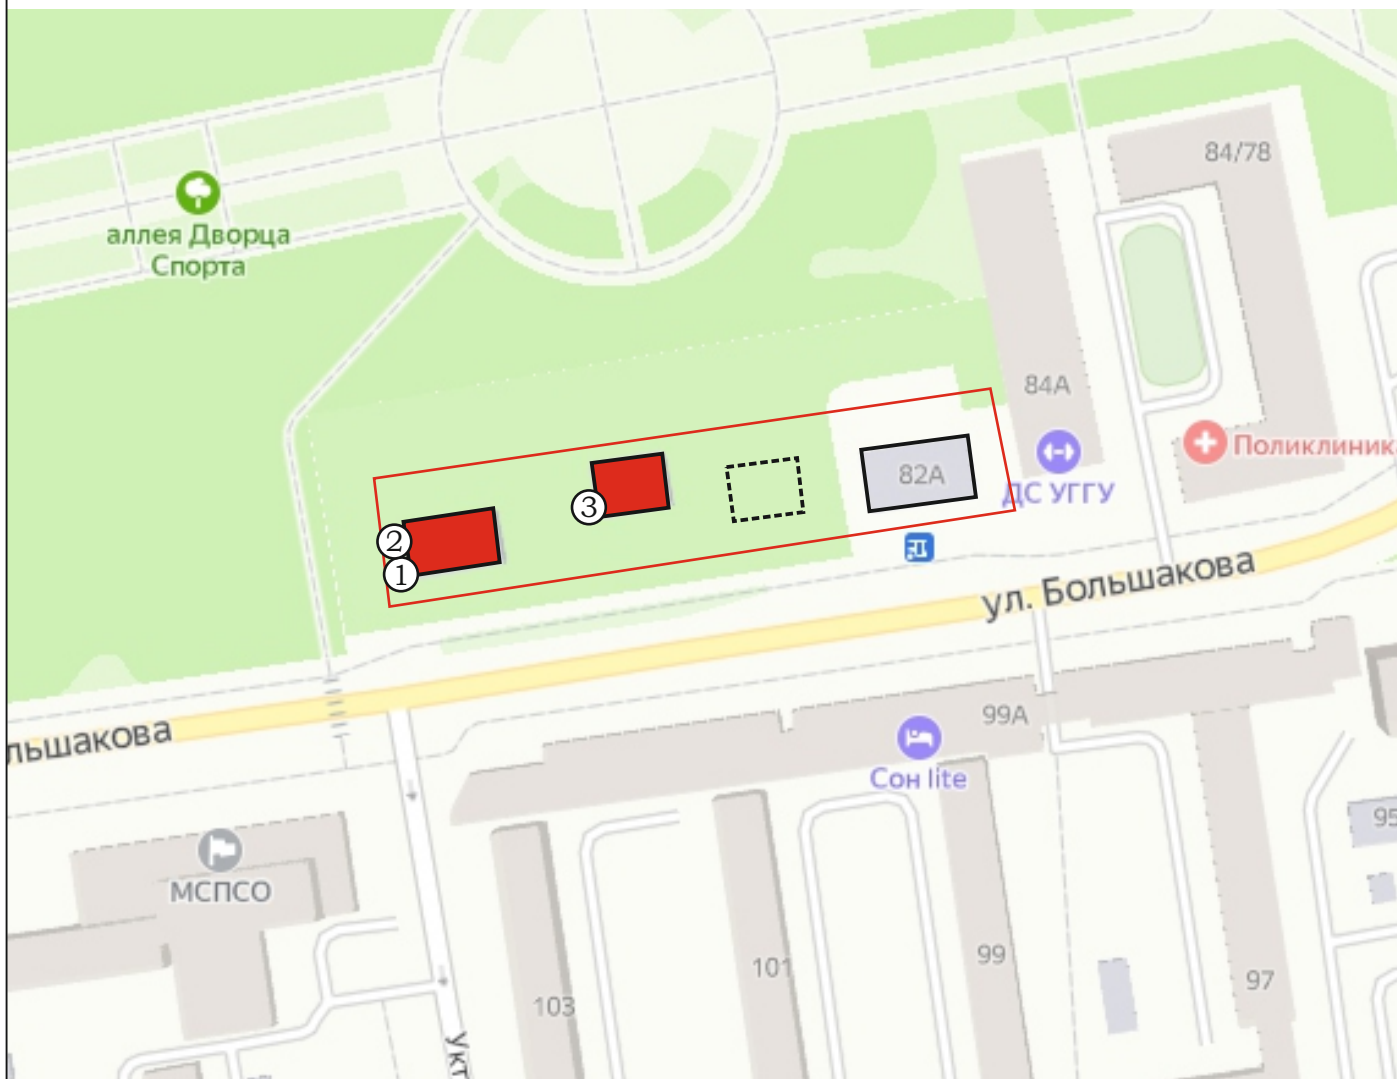 84/78
аллея Дворца
Спорта
84А
Поликлиник
82А
ДС УГГУ
3
2
1
ул. Большакова
льшакова
99А
Сон lite
95
МСПСО
101
99
97
103
Укт